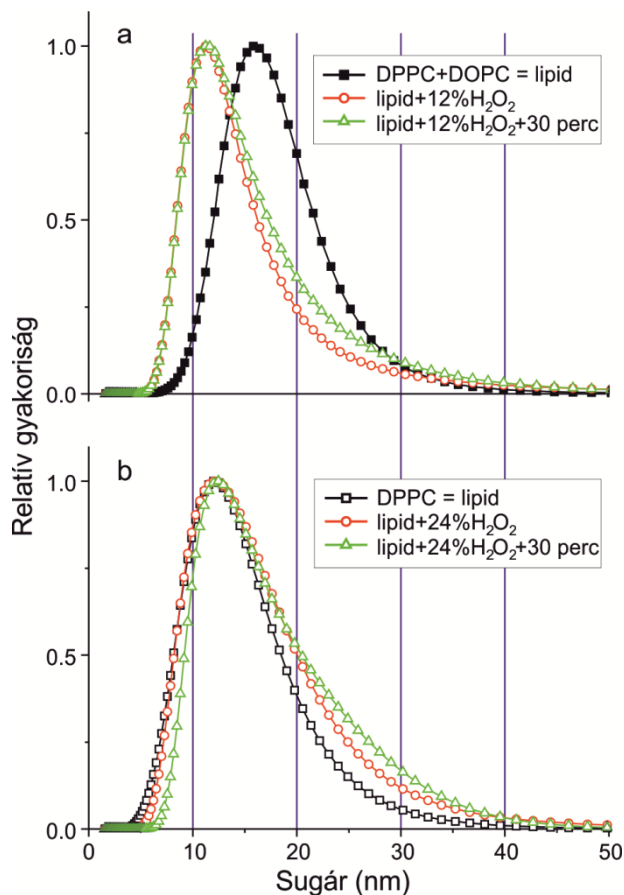 a
1.0
0.5
0.0
DPPC+DOPC = lipid
lipid+12%H₂O₂
lipid+12%H₂O₂+30 perc
Relatív gyakoriság
b
1.0
0.5
0.0
DPPC = lipid
lipid+24%H₂O₂
lipid+24%H₂O₂+30 perc
0 10 20 30 40 50
Sugár (nm)